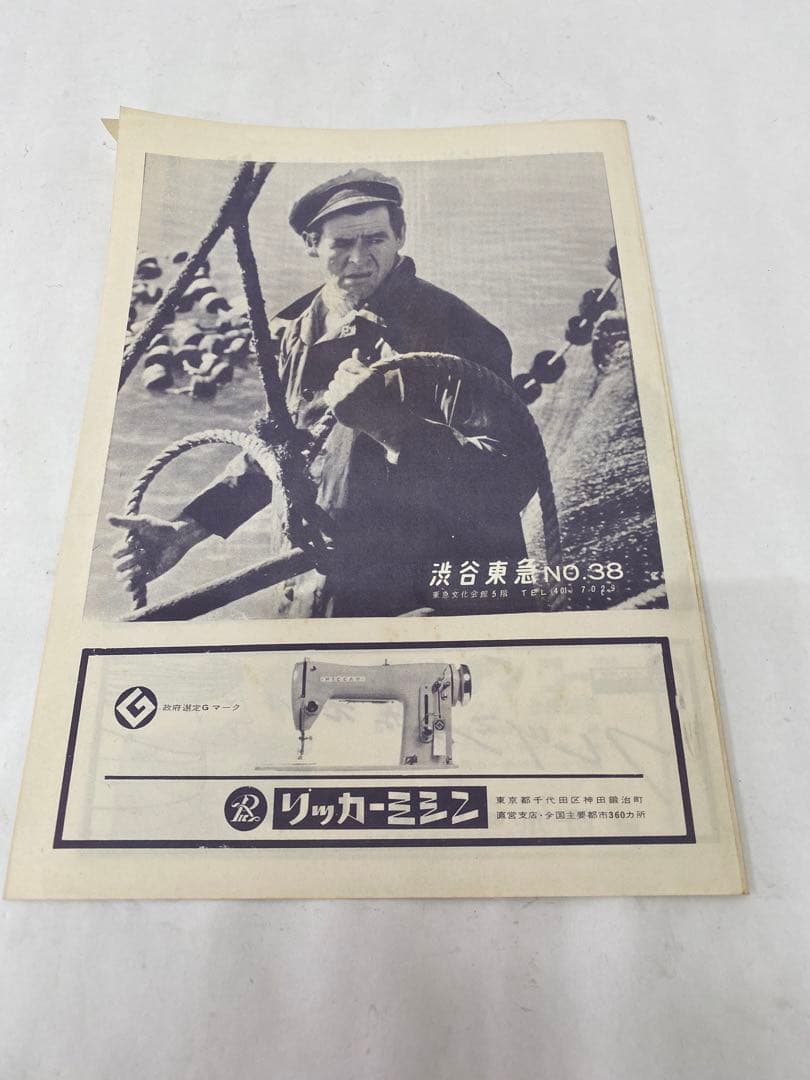 渋谷東急 NO.38
東急文化会館5階 TEL(401)7029
RICCAR
G
政府選定Gマーク
リッカーミシン
東京都千代田区神田鍛治町
直営支店・全国主要都市360カ所